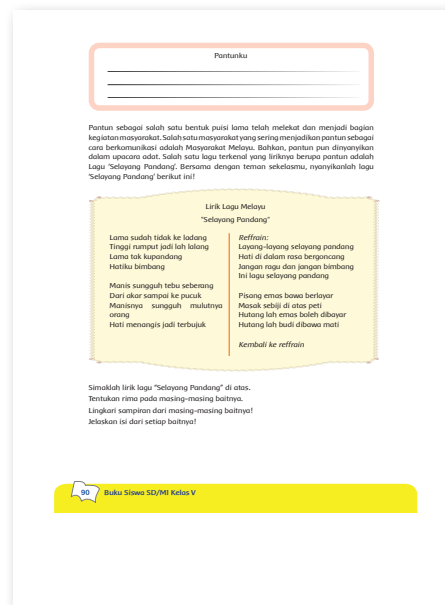 Pantunku
Pantun sebagai salah satu bentuk puisi lama telah melekat dan menjadi bagian
kegiatan masyarakat. Salah satu masyarakat yang sering menjadikan pantun sebagai
cara berkomunikasi adalah Masyarakat Melayu. Bahkan, pantun pun dinyanyikan
dalam upacara adat. Salah satu lagu terkenal yang liriknya berupa pantun adalah
Lagu 'Selayang Pandang'. Bersama dengan teman sekelasmu, nyanyikanlah lagu
'Selayang Pandang' berikut ini!
Lirik Lagu Melayu
"Selayang Pandang"
Lama sudah tidak ke ladang
Tinggi rumput jadi lah lalang
Lama tak kupandang
Hatiku bimbang
Manis sungguh tebu seberang
Dari akar sampai ke pucuk
Manisnya sungguh mulutnya
orang
Hati menangis jadi terbujuk
Reffrain:
Layang-layang selayang pandang
Hati di dalam rasa bergoncang
Jangan ragu dan jangan bimbang
Ini lagu selayang pandang
Pisang emas bawa berlayar
Masak sebiji di atas peti
Hutang lah emas boleh dibayar
Hutang lah budi dibawa mati
Kembali ke reffrain
Simaklah lirik lagu "Selayang Pandang" di atas.
Tentukan rima pada masing-masing baitnya.
Lingkari sampiran dari masing-masing baitnya!
Jelaskan isi dari setiap baitnya!
90 Buku Siswa SD/MI Kelas V